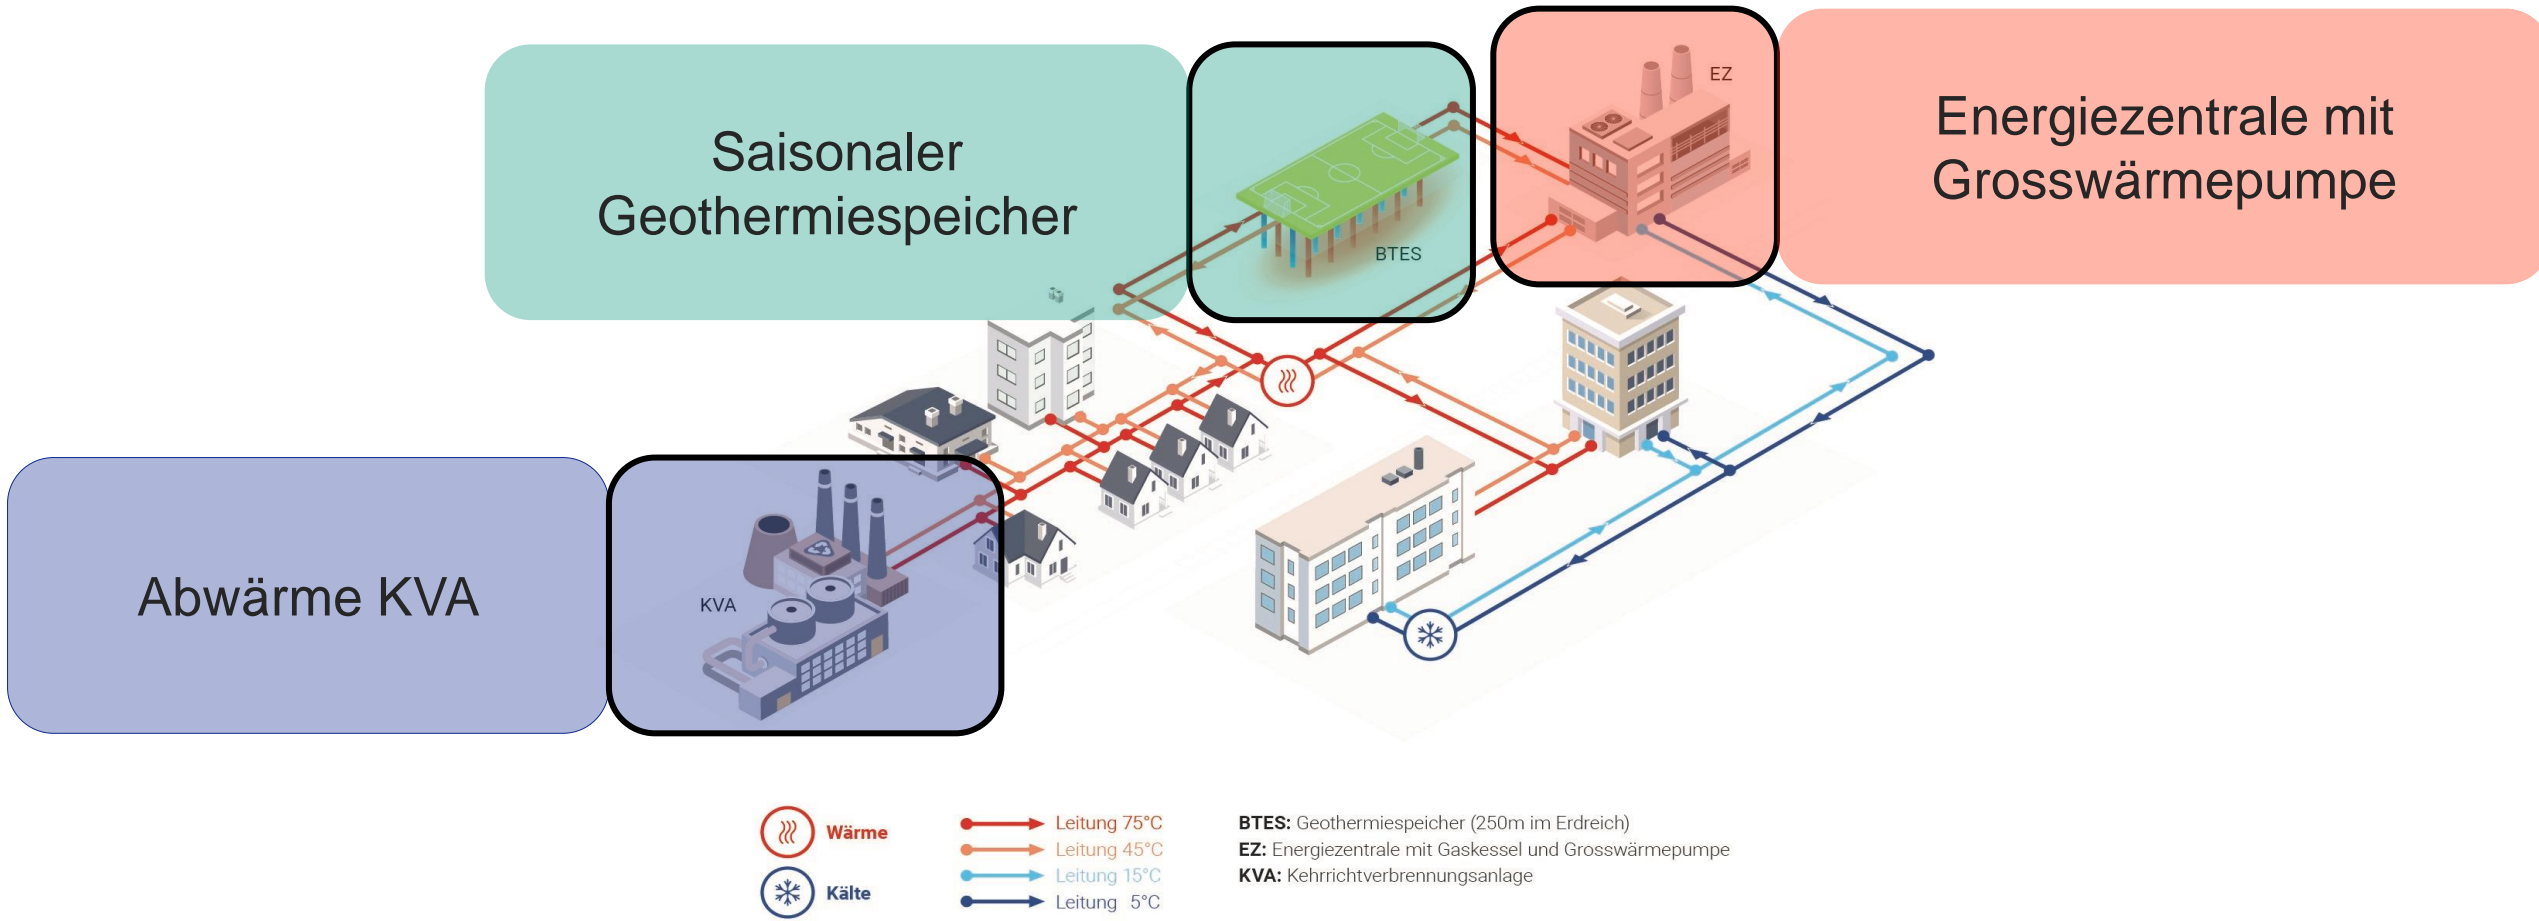 Saisonaler
Geothermiespeicher
BTES
EZ
Energiezentrale mit
Grosswärmepumpe
Abwärme KVA
KVA
Wärme
Kälte
Leitung 75°C
Leitung 45°C
Leitung 15°C
Leitung 5°C
BTES: Geothermiespeicher (250m im Erdreich)
EZ: Energiezentrale mit Gaskessel und Grosswärmepumpe
KVA: Kehrrichtverbrennungsanlage